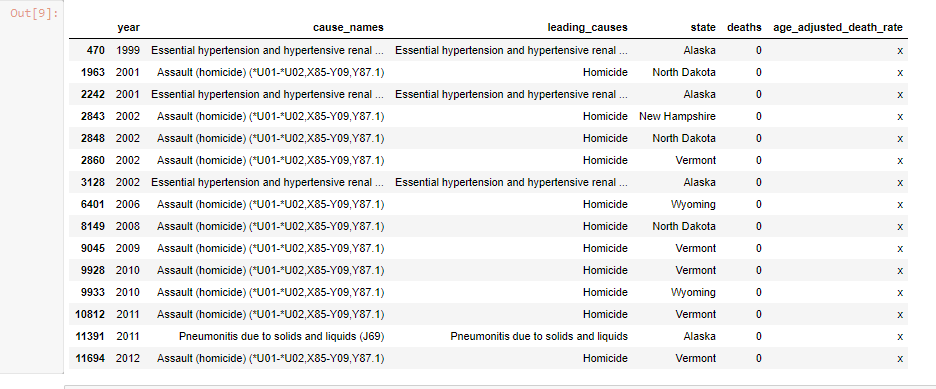 Out[9]:
year cause_names leading_causes state deaths age_adjusted_death_rate
470 1999 Essential hypertension and hypertensive renal ... Essential hypertension and hypertensive renal ... Alaska 0 x
1963 2001 Assault (homicide) (*U01-*U02,X85-Y09,Y87.1) Homicide North Dakota 0 x
2242 2001 Essential hypertension and hypertensive renal ... Essential hypertension and hypertensive renal ... Alaska 0 x
2843 2002 Assault (homicide) (*U01-*U02,X85-Y09,Y87.1) Homicide New Hampshire 0 x
2848 2002 Assault (homicide) (*U01-*U02,X85-Y09,Y87.1) Homicide North Dakota 0 x
2860 2002 Assault (homicide) (*U01-*U02,X85-Y09,Y87.1) Homicide Vermont 0 x
3128 2002 Essential hypertension and hypertensive renal ... Essential hypertension and hypertensive renal ... Alaska 0 x
6401 2006 Assault (homicide) (*U01-*U02,X85-Y09,Y87.1) Homicide Wyoming 0 x
8149 2008 Assault (homicide) (*U01-*U02,X85-Y09,Y87.1) Homicide North Dakota 0 x
9045 2009 Assault (homicide) (*U01-*U02,X85-Y09,Y87.1) Homicide Vermont 0 x
9928 2010 Assault (homicide) (*U01-*U02,X85-Y09,Y87.1) Homicide Vermont 0 x
9933 2010 Assault (homicide) (*U01-*U02,X85-Y09,Y87.1) Homicide Wyoming 0 x
10812 2011 Assault (homicide) (*U01-*U02,X85-Y09,Y87.1) Homicide Vermont 0 x
11391 2011 Pneumonitis due to solids and liquids (J69) Pneumonitis due to solids and liquids Alaska 0 x
11694 2012 Assault (homicide) (*U01-*U02,X85-Y09,Y87.1) Homicide Vermont 0 x